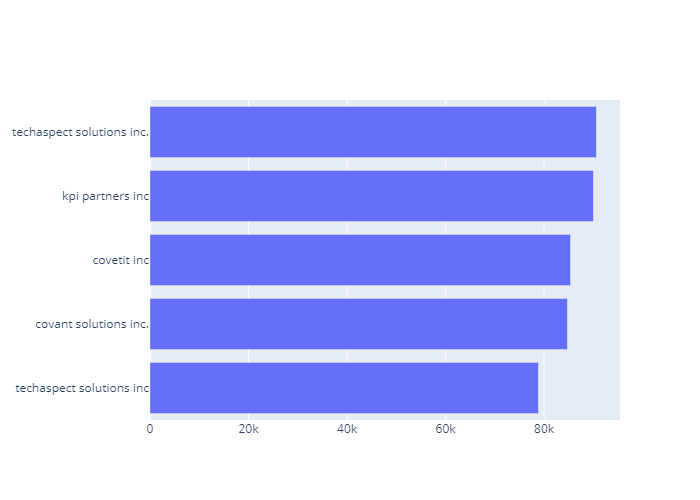 techaspect solutions inc.
kpi partners inc
covetit inc
covant solutions inc.
techaspect solutions inc
0 20k 40k 60k 80k